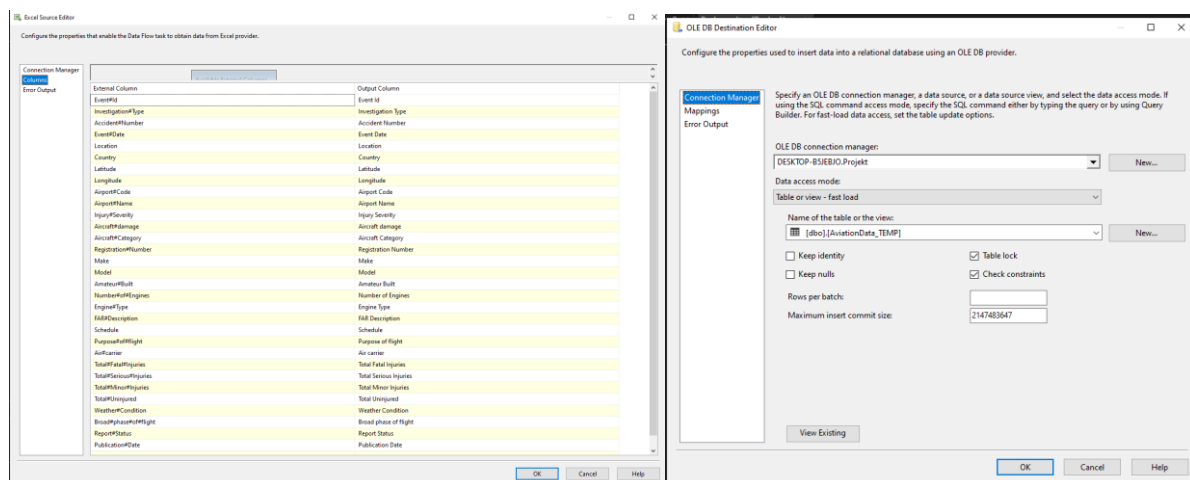 Excel Source Editor
Configure the properties that enable the Data Flow task to obtain data from Excel provider.
Connection Manager
Columns
Error Output
External Column Output Column
Event#Id Event Id
Investigation#Type Investigation Type
Accident#Number Accident Number
Event#Date Event Date
Location Location
Country Country
Latitude Latitude
Longitude Longitude
Airport#Code Airport Code
Airport#Name Airport Name
Injury#Severity Injury Severity
Aircraft#damage Aircraft damage
Aircraft#Category Aircraft Category
Registration#Number Registration Number
Make Make
Model Model
Amateur#Built Amateur Built
Number#of#Engines Number of Engines
Engine#Type Engine Type
FAR#Description FAR Description
Schedule Schedule
Purpose#of#flight Purpose of flight
Air#carrier Air carrier
Total#Fatal#Injuries Total Fatal Injuries
Total#Serious#Injuries Total Serious Injuries
Total#Minor#Injuries Total Minor Injuries
Total#Uninjured Total Uninjured
Weather#Condition Weather Condition
Broad#phase#of#flight Broad phase of flight
Report#Status Report Status
Publication#Date Publication Date
OK Cancel Help
OLE DB Destination Editor
Configure the properties used to insert data into a relational database using an OLE DB provider.
Connection Manager
Mappings
Error Output
Specify an OLE DB connection manager, a data source, or a data source view, and select the data access mode. If
using the SQL command access mode, specify the SQL command either by typing the query or by using Query
Builder. For fast-load data access, set the table update options.
OLE DB connection manager:
DESKTOP-B5JEBJO.Projekt New...
Data access mode:
Table or view - fast load
Name of the table or the view:
[dbo].[AviationData_TEMP] New...
Keep identity Table lock
Keep nulls Check constraints
Rows per batch:
Maximum insert commit size: 2147483647
View Existing
OK Cancel Help